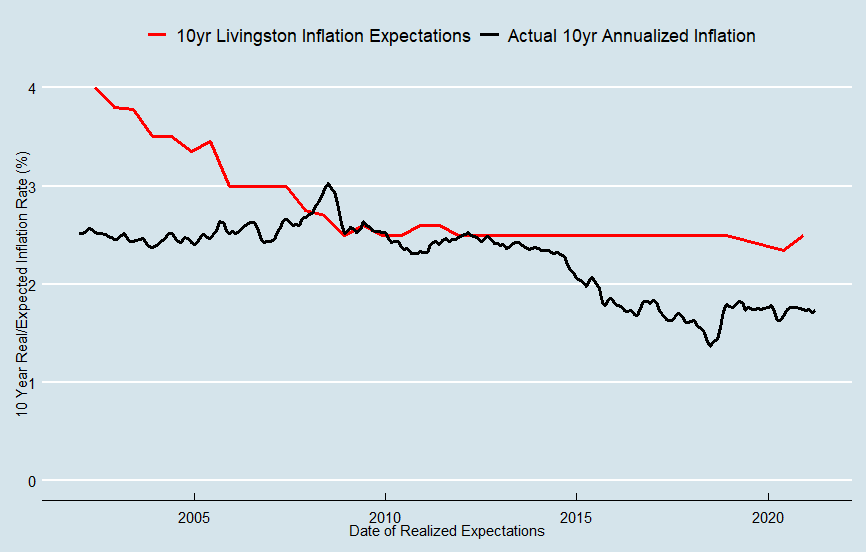 10yr Livingston Inflation Expectations Actual 10yr Annualized Inflation
10 Year Real/Expected Inflation Rate (%)
4
3
2
1
0
2005 2010 2015 2020
Date of Realized Expectations